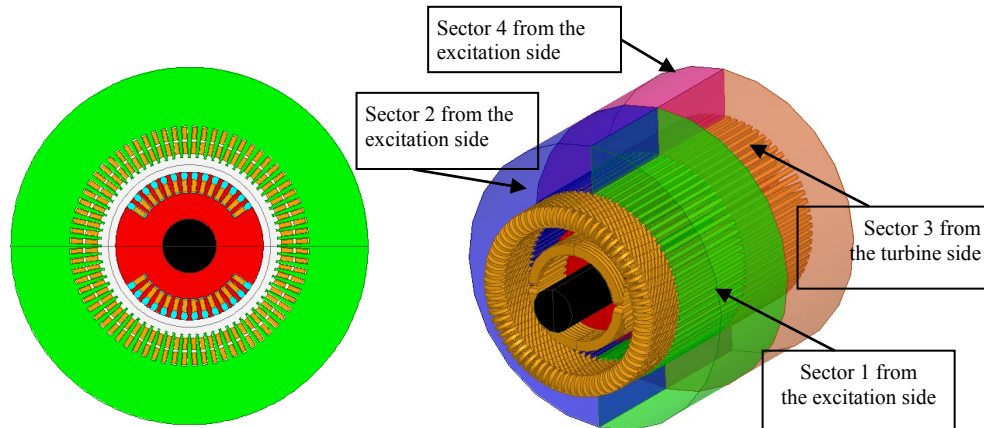 Sector 4 from the
excitation side
Sector 2 from the
excitation side
Sector 3 from
the turbine side
Sector 1 from
the excitation side